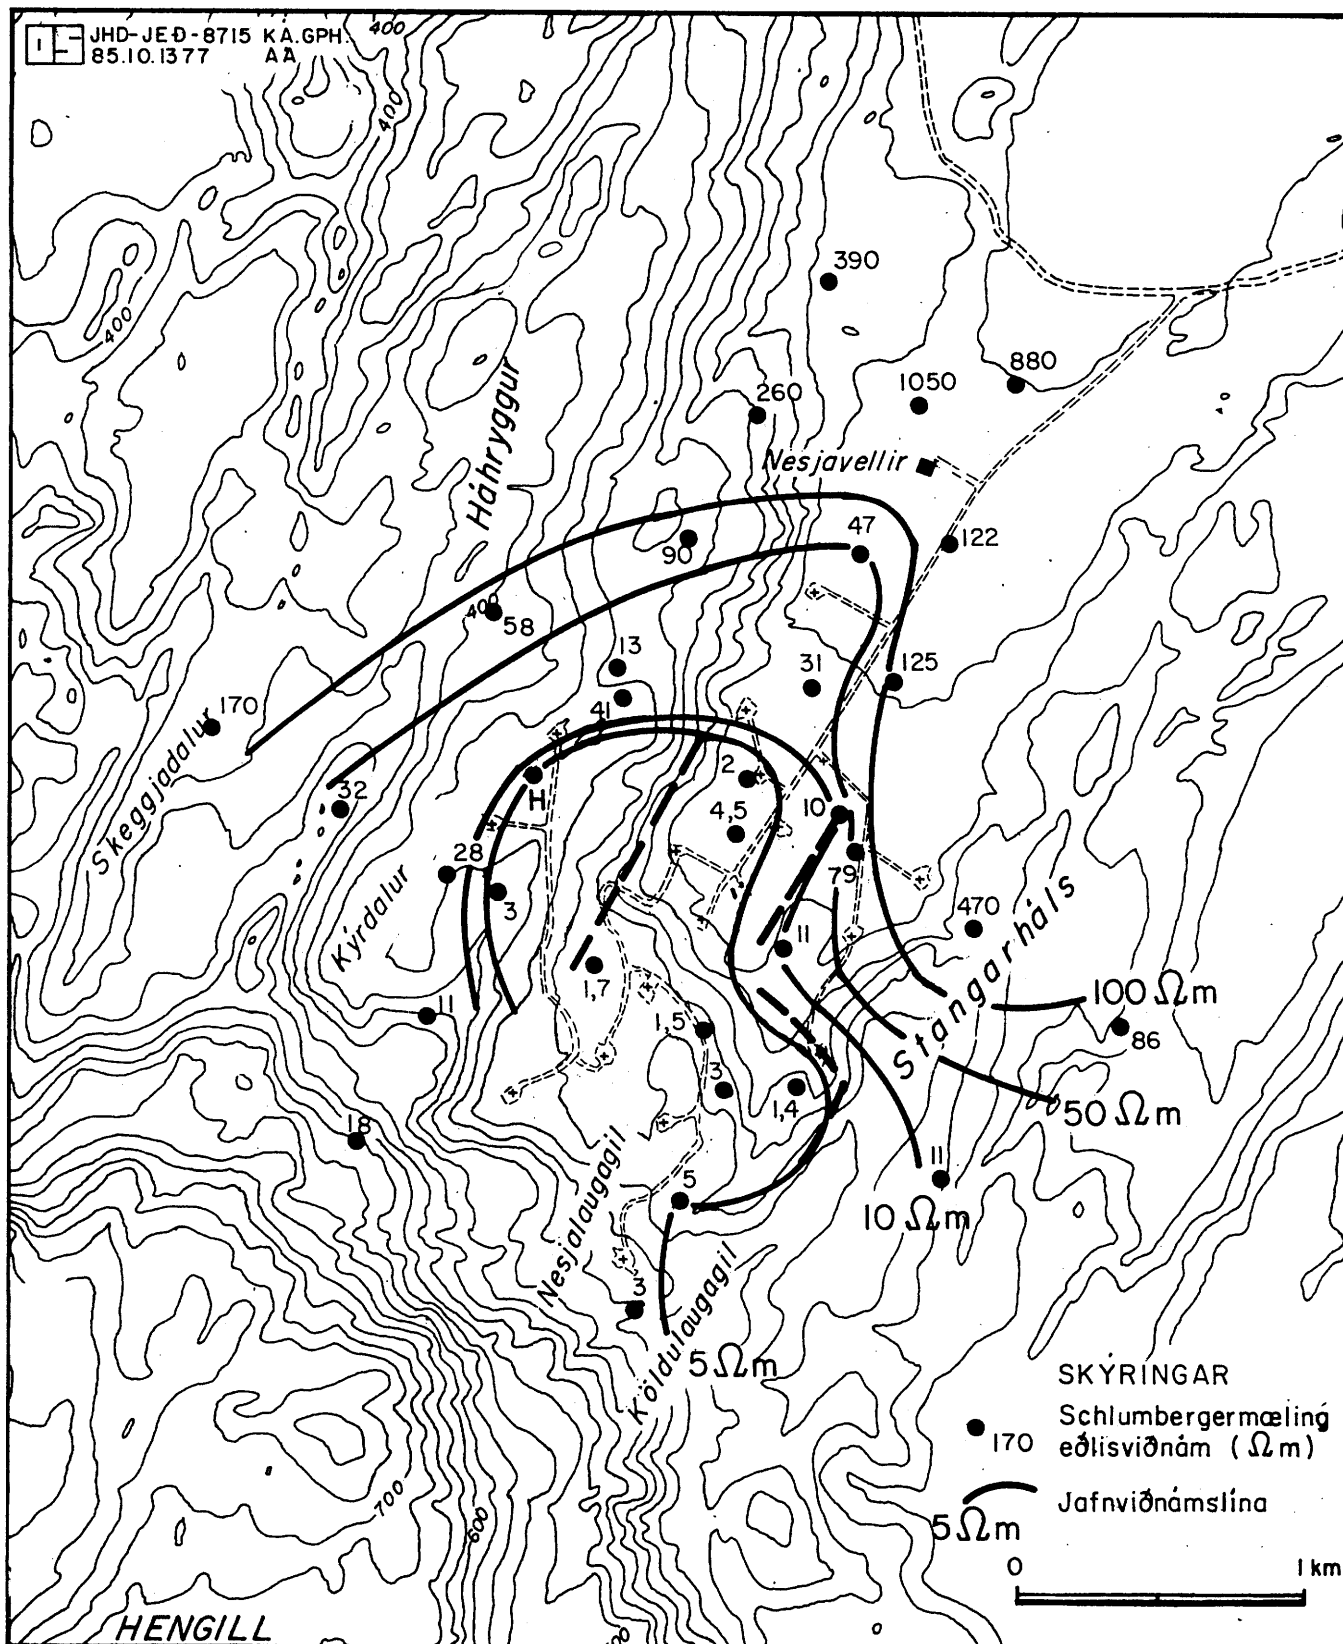 JHD-JEÐ-8715 KÁ.GPH.
85.10.1377 AA
400
400
400
390
880
1050
260
Nesjavellir
Háhryggur
47
122
90
400
58
13
31
125
170
41
Skeggjadalur
2
32
H
10
4,5
28
79
3
Kýrdalur
470
11
Stangarháls
1,7
100 Ωm
11
1,5
86
3
1,4
50 Ωm
18
11
5
10 Ωm
Nesjalaugagil
3
Köldulaugagil
5 Ωm
SKÝRINGAR
170
Schlumbergermæling
eðlisviðnám (Ωm)
5 Ωm
Jafnviðnámslína
700
600
0 1 km
HENGILL